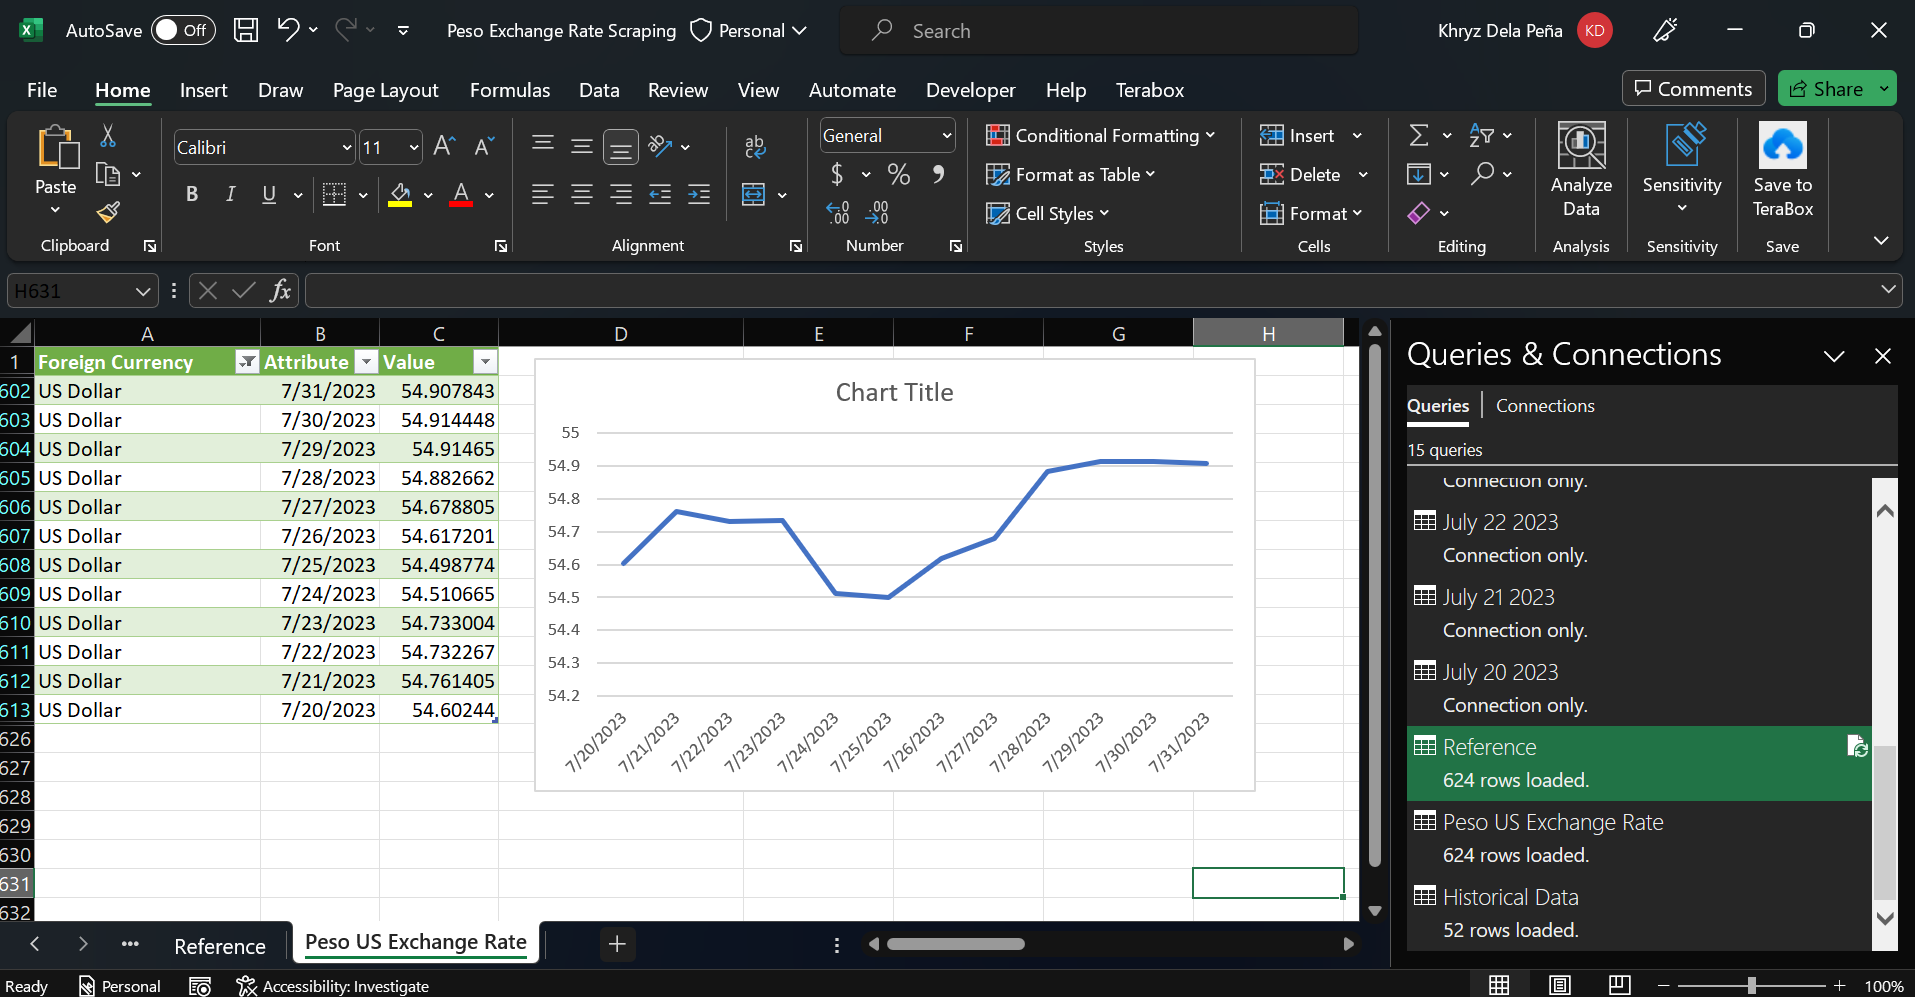 AutoSave Off Peso Exchange Rate Scraping Personal Search Khryz Dela Peña KD
File Home Insert Draw Page Layout Formulas Data Review View Automate Developer Help Terabox Comments Share
Paste
Clipboard
Calibri 11 A A
B I U A
Font
ab
Alignment
General
$ % 9
Number
Conditional Formatting
Format as Table
Cell Styles
Styles
Insert
Delete
Format
Cells
Editing
Analyze Data
Analysis
Sensitivity
Sensitivity
Save to TeraBox
Save
H631 fx
A B C D E F G H
1 Foreign Currency Attribute Value
602 US Dollar 7/31/2023 54.907843
603 US Dollar 7/30/2023 54.914448
604 US Dollar 7/29/2023 54.91465
605 US Dollar 7/28/2023 54.882662
606 US Dollar 7/27/2023 54.678805
607 US Dollar 7/26/2023 54.617201
608 US Dollar 7/25/2023 54.498774
609 US Dollar 7/24/2023 54.510665
610 US Dollar 7/23/2023 54.733004
611 US Dollar 7/22/2023 54.732267
612 US Dollar 7/21/2023 54.761405
613 US Dollar 7/20/2023 54.60244
626
627
628
629
630
631
632
Chart Title
55
54.9
54.8
54.7
54.6
54.5
54.4
54.3
54.2
7/20/2023 7/21/2023 7/22/2023 7/23/2023 7/24/2023 7/25/2023 7/26/2023 7/27/2023 7/28/2023 7/29/2023 7/30/2023 7/31/2023
Queries & Connections
Queries Connections
15 queries
Connection only.
July 22 2023
Connection only.
July 21 2023
Connection only.
July 20 2023
Connection only.
Reference
624 rows loaded.
Peso US Exchange Rate
624 rows loaded.
Historical Data
52 rows loaded.
Reference Peso US Exchange Rate
Ready Personal Accessibility: Investigate 100%